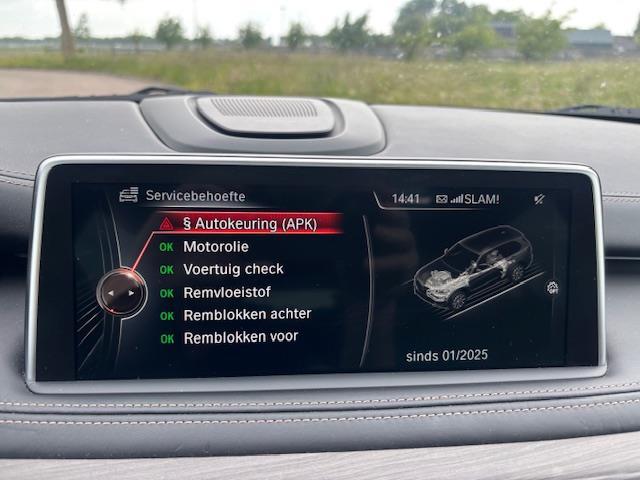 Servicebehoefte
14:41 SLAM!
§ Autokeuring (APK)
OK Motorolie
OK Voertuig check
OK Remvloeistof
OK Remblokken achter
OK Remblokken voor
sinds 01/2025